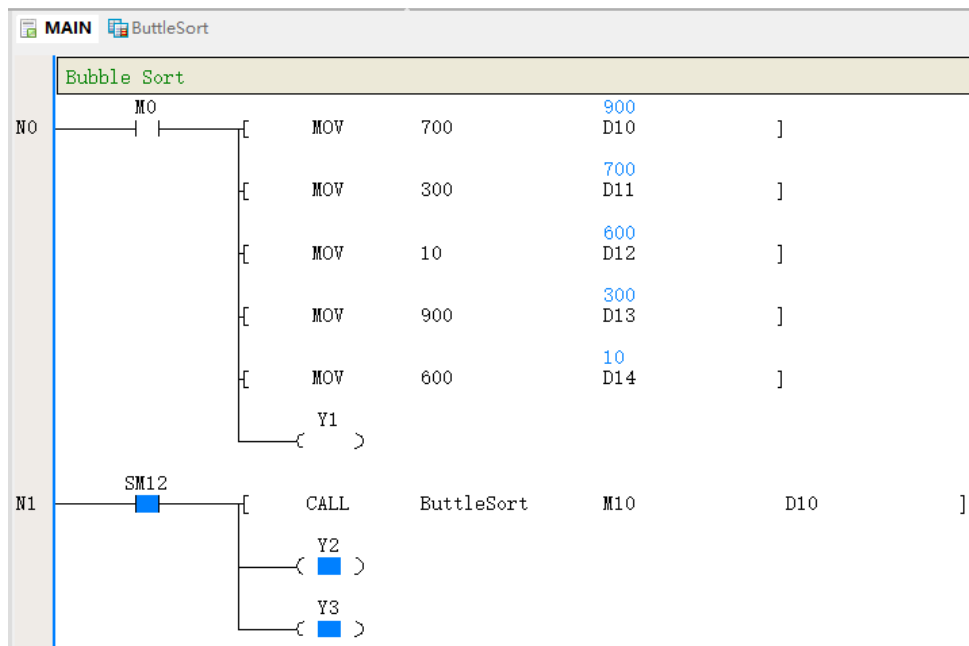 MAIN ButtleSort
Bubble Sort
M0 900
N0 [ MOV 700 D10 ]
700
[ MOV 300 D11 ]
600
[ MOV 10 D12 ]
300
[ MOV 900 D13 ]
10
[ MOV 600 D14 ]
Y1
SM12
N1 [ CALL ButtleSort M10 D10 ]
Y2
Y3